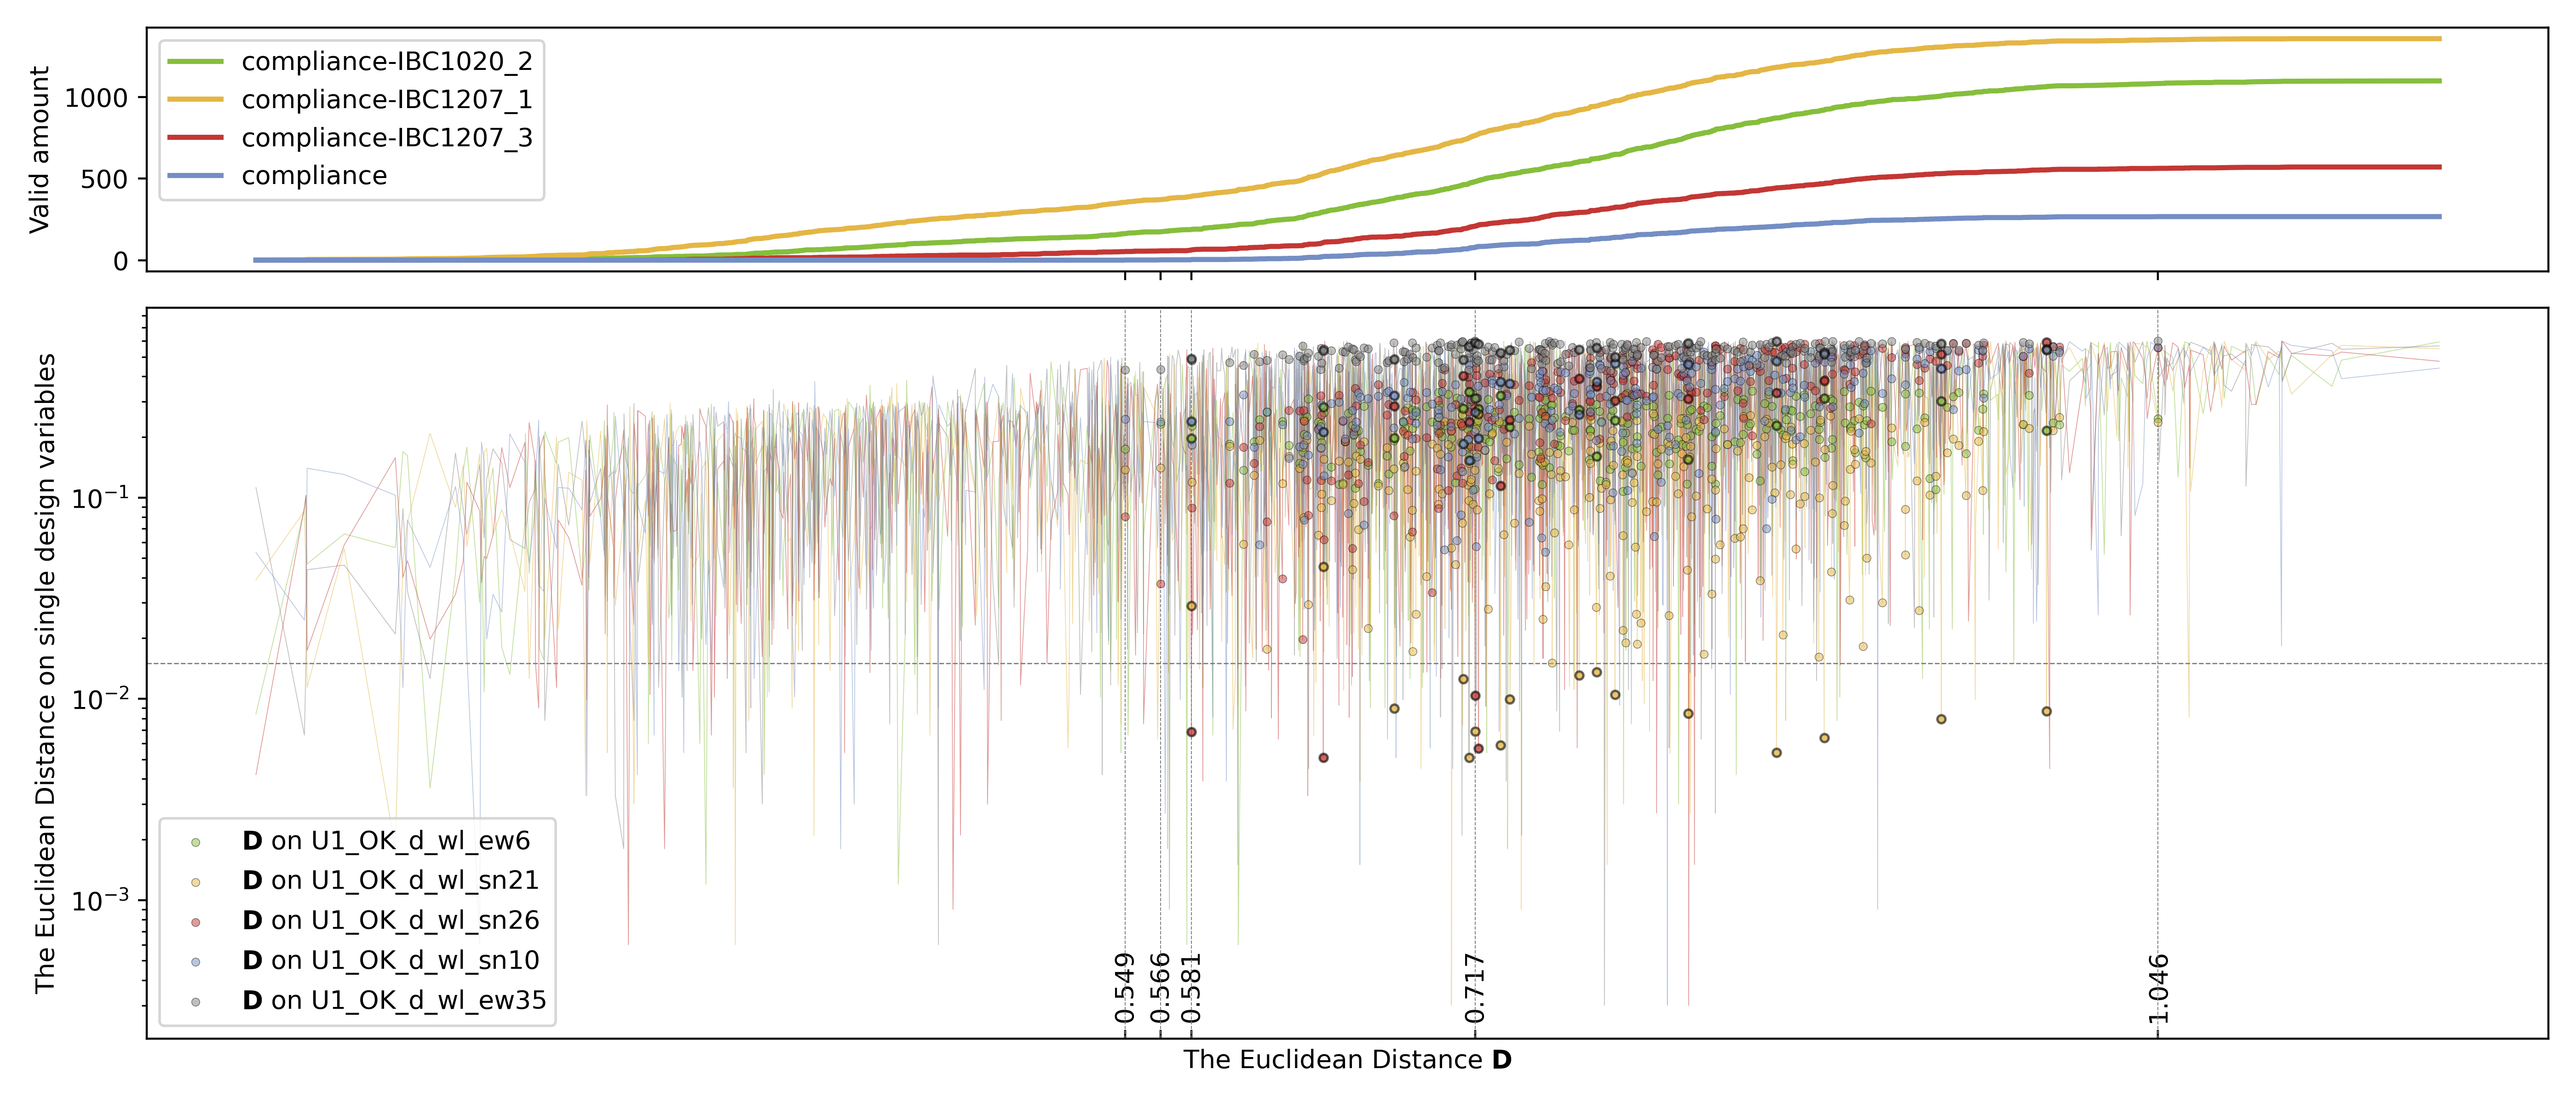 Valid amount
1000
500
0
compliance-IBC1020_2
compliance-IBC1207_1
compliance-IBC1207_3
compliance
The Euclidean Distance on single design variables
10⁻¹
10⁻²
10⁻³
D on U1_OK_d_wl_ew6
D on U1_OK_d_wl_sn21
D on U1_OK_d_wl_sn26
D on U1_OK_d_wl_sn10
D on U1_OK_d_wl_ew35
0.549
0.566
0.581
0.717
1.046
The Euclidean Distance D